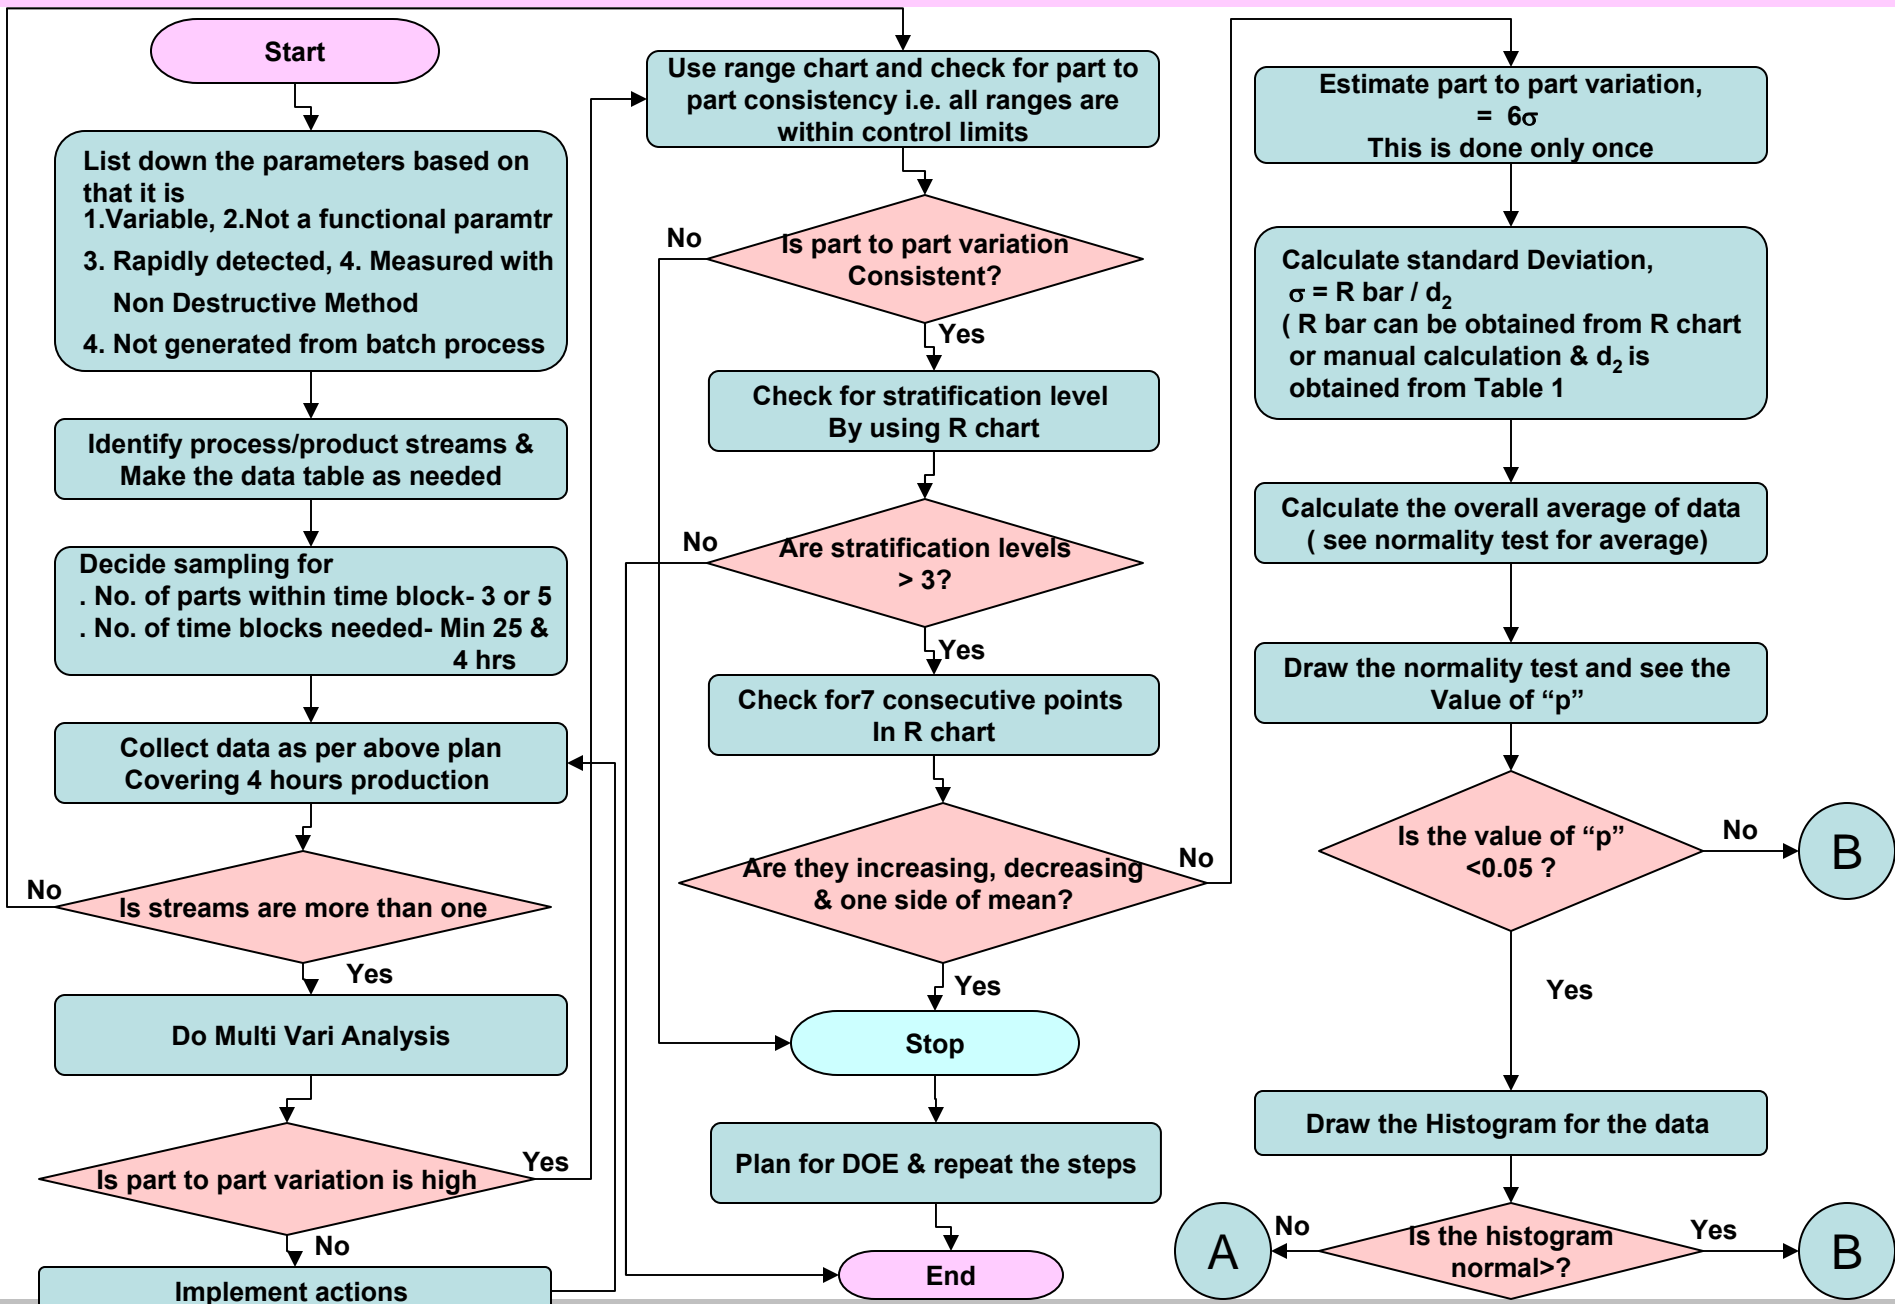 Start
List down the parameters based on
that it is
1.Variable, 2.Not a functional paramtr
3. Rapidly detected, 4. Measured with
Non Destructive Method
4. Not generated from batch process
Identify process/product streams &
Make the data table as needed
Decide sampling for
. No. of parts within time block- 3 or 5
. No. of time blocks needed- Min 25 &
4 hrs
Collect data as per above plan
Covering 4 hours production
No
Is streams are more than one
Yes
Do Multi Vari Analysis
Is part to part variation is high
Yes
No
Implement actions
Use range chart and check for part to
part consistency i.e. all ranges are
within control limits
No
Is part to part variation
Consistent?
Yes
Check for stratification level
By using R chart
No
Are stratification levels
> 3?
Yes
Check for7 consecutive points
In R chart
Are they increasing, decreasing
& one side of mean?
No
Yes
Stop
Plan for DOE & repeat the steps
End
Estimate part to part variation,
= 6σ
This is done only once
Calculate standard Deviation,
σ = R bar / d2
( R bar can be obtained from R chart
or manual calculation & d2 is
obtained from Table 1
Calculate the overall average of data
( see normality test for average)
Draw the normality test and see the
Value of “p”
Is the value of “p”
<0.05 ?
No
B
Yes
Draw the Histogram for the data
A
No
Is the histogram
normal>?
Yes
B